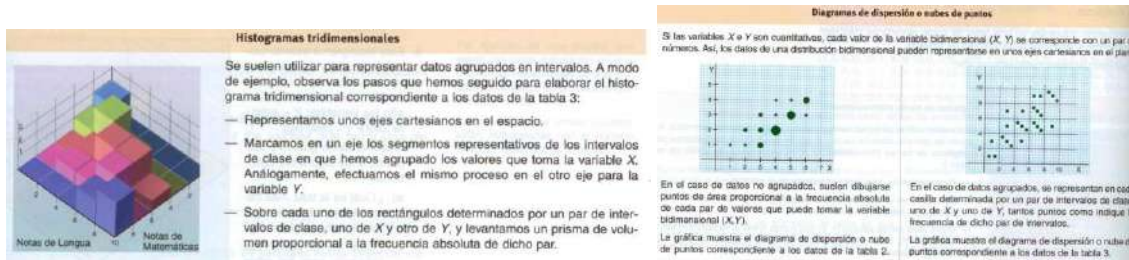 Histogramas tridimensionales
Se suelen utilizar para representar datos agrupados en intervalos. A modo
de ejemplo, observa los pasos que hemos seguido para elaborar el histo-
grama tridimensional correspondiente a los datos de la tabla 3:
— Representamos unos ejes cartesianos en el espacio.
— Marcamos en un eje los segmentos representativos de los intervalos
de clase en que hemos agrupado los valores que toma la variable X.
Análogamente, efectuamos el mismo proceso en el otro eje para la
variable Y.
— Sobre cada uno de los rectángulos determinados por un par de inter-
valos de clase, uno de X y otro de Y, y levantamos un prisma de volu-
men proporcional a la frecuencia absoluta de dicho par.
Notas de Lengua
Notas de
Matemáticas
Diagramas de dispersión o nubes de puntos
Si las variables X e Y son cuantitativas, cada valor de la variable bidimensional (X, Y) se corresponde con un par
números. Así, los datos de una distribución bidimensional pueden representarse en unos ejes cartesianos en el
En el caso de datos no agrupados, suelen dibujarse
puntos de área proporcional a la frecuencia absoluta
de cada par de valores que puede tomar la variable
bidimensional (X,Y).
La gráfica muestra el diagrama de dispersión o nube
de puntos correspondiente a los datos de la tabla 2.
En el caso de datos agrupados, se representan en
casilla determinada por un par de intervalos de
uno de X y uno de Y, tantos puntos como indique
frecuencia de dicho par de intervalos.
La gráfica muestra el diagrama de dispersión o
puntos correspondiente a los datos de la tabla 3.